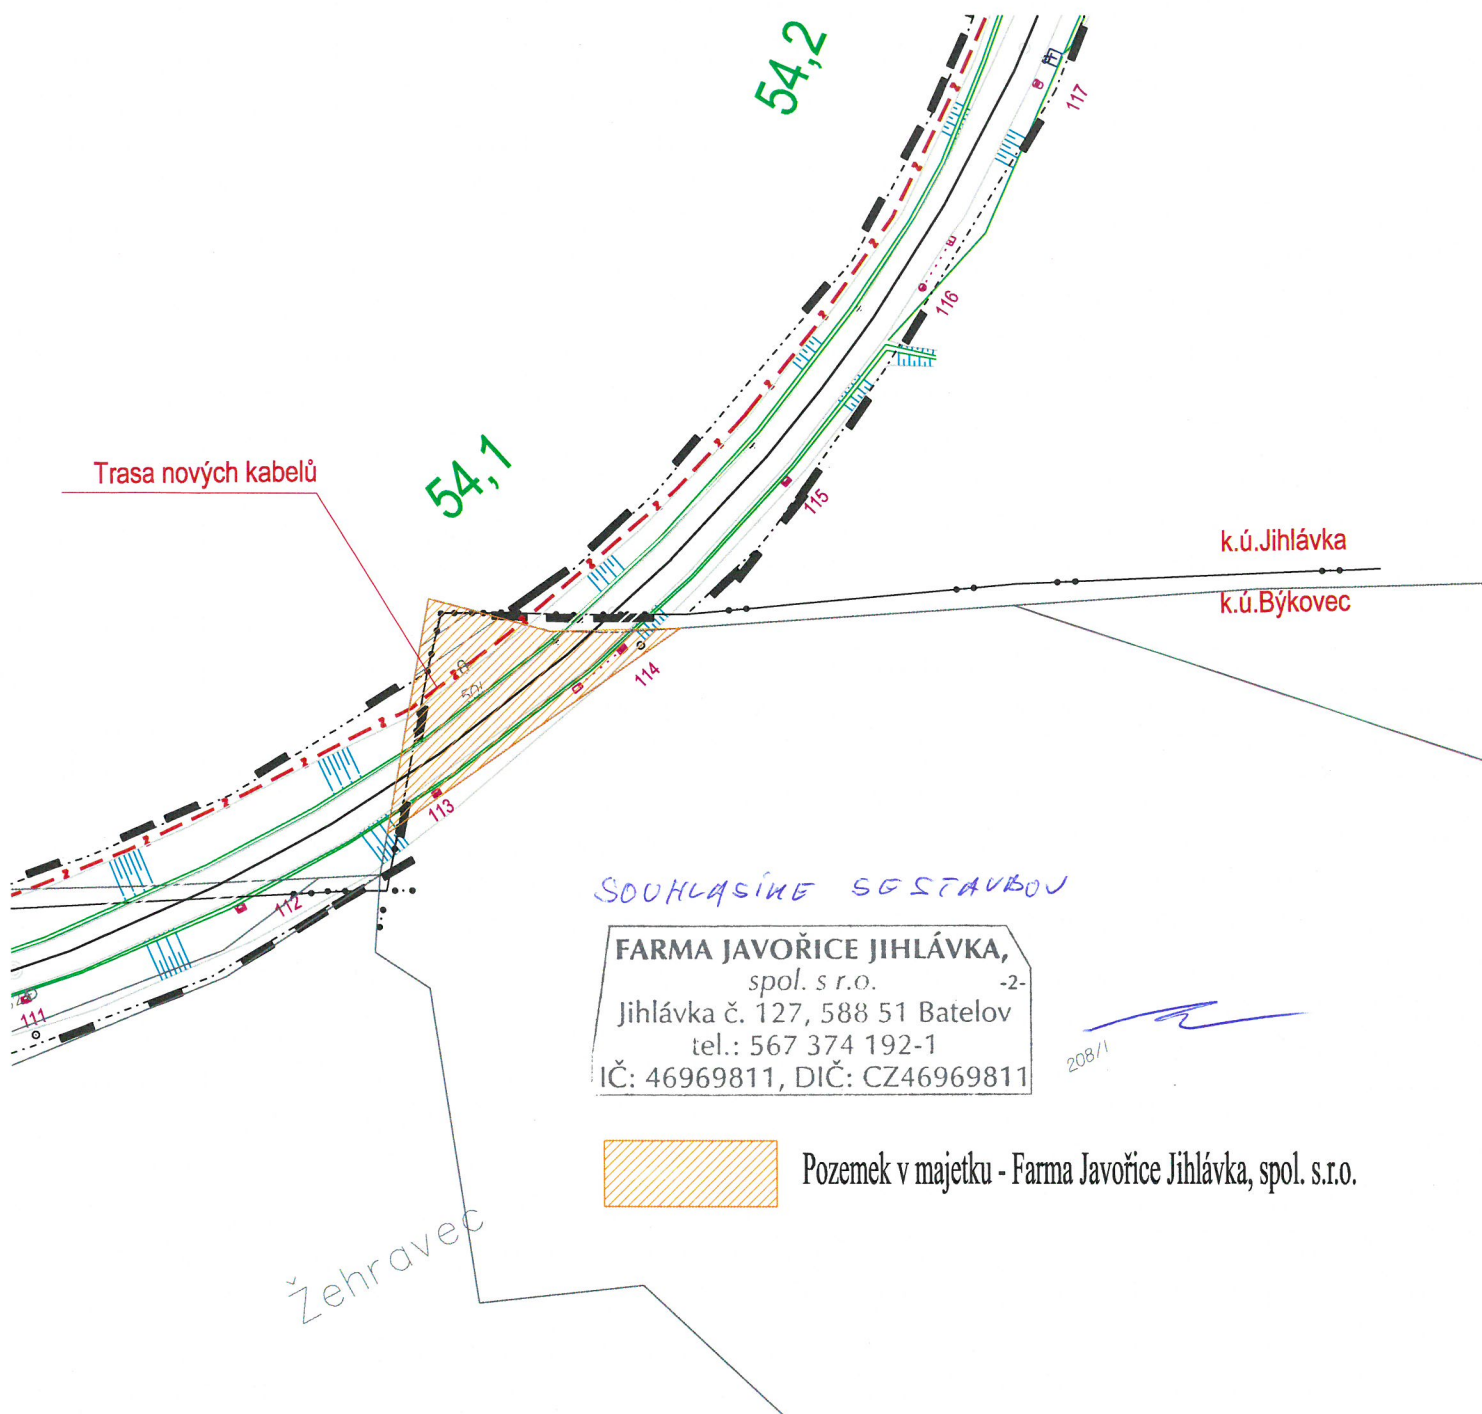 54,2
117
116
Trasa nových kabelů
54,1
115
k.ú.Jihlávka
k.ú.Býkovec
114
501
113
112
111
SOUHLASÍME SE STAVBOU
FARMA JAVOŘICE JIHLÁVKA,
spol. s r.o. -2-
Jihlávka č. 127, 588 51 Batelov
tel.: 567 374 192-1
IČ: 46969811, DIČ: CZ46969811
208/1
Pozemek v majetku - Farma Javořice Jihlávka, spol. s.r.o.
Žehravec